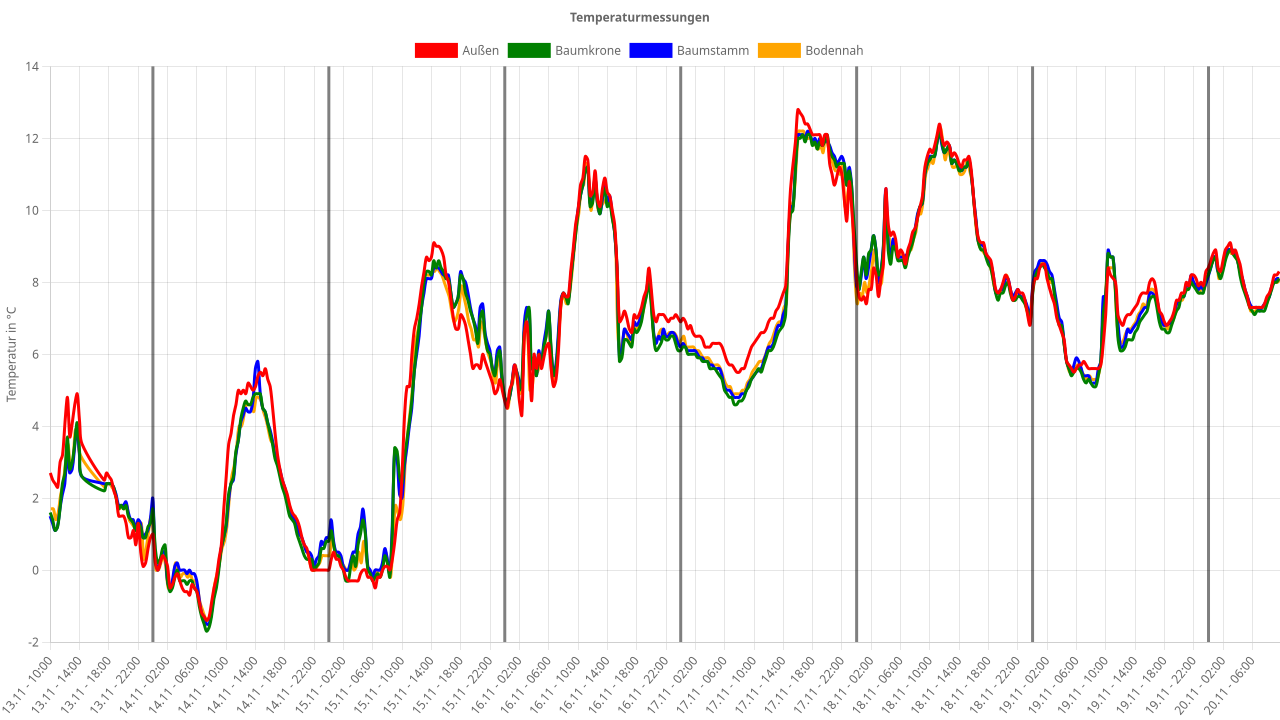 Temperaturmessungen
Außen Baumkrone Baumstamm Bodennah
Temperatur in °C
14
12
10
8
6
4
2
0
-2
13.11 - 10:00
13.11 - 14:00
13.11 - 18:00
13.11 - 22:00
14.11 - 02:00
14.11 - 06:00
14.11 - 10:00
14.11 - 14:00
14.11 - 18:00
14.11 - 22:00
15.11 - 02:00
15.11 - 06:00
15.11 - 10:00
15.11 - 14:00
15.11 - 18:00
15.11 - 22:00
16.11 - 02:00
16.11 - 06:00
16.11 - 10:00
16.11 - 14:00
16.11 - 18:00
16.11 - 22:00
17.11 - 02:00
17.11 - 06:00
17.11 - 10:00
17.11 - 14:00
17.11 - 18:00
17.11 - 22:00
18.11 - 02:00
18.11 - 06:00
18.11 - 10:00
18.11 - 14:00
18.11 - 18:00
18.11 - 22:00
19.11 - 02:00
19.11 - 06:00
19.11 - 10:00
19.11 - 14:00
19.11 - 18:00
19.11 - 22:00
20.11 - 02:00
20.11 - 06:00